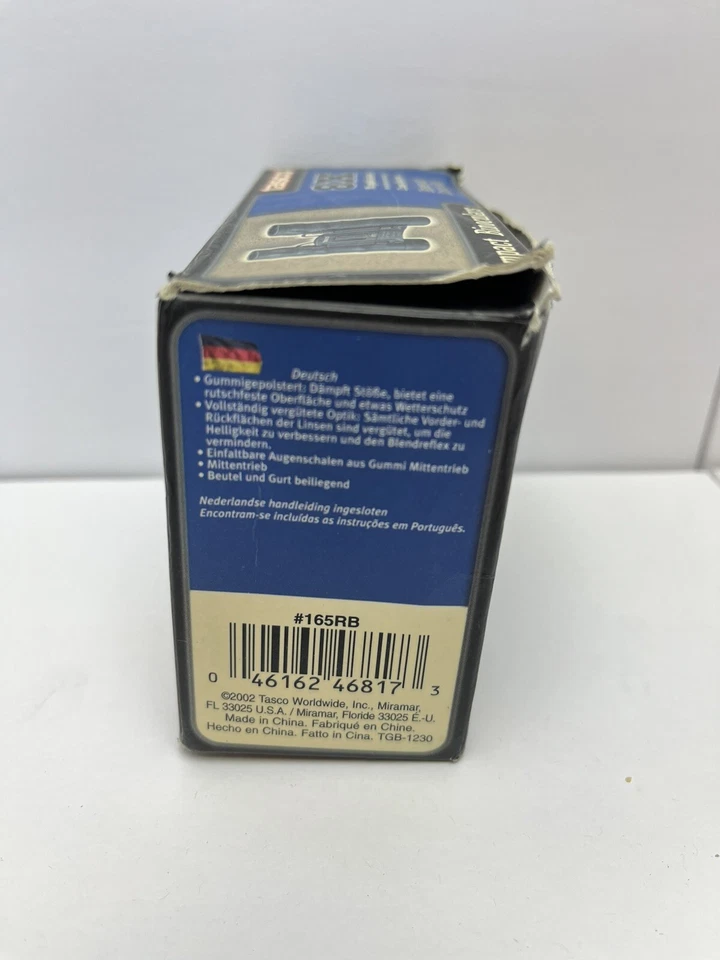 tasco
Binoculars
Deutsch
• Gummigepolstert: Dämpft Stöße, bietet eine
rutschfeste Oberfläche und etwas Wetterschutz
• Vollständig vergütete Optik: Sämtliche Vorder- und
Rückflächen der Linsen sind vergütet, um die
Helligkeit zu verbessern und den Blendreflex zu
vermindern.
• Einfaltbare Augenschalen aus Gummi Mittentrieb
• Mittentrieb
• Beutel und Gurt beiliegend
Nederlandse handleiding ingesloten
Encontram-se incluídas as instruções em Português.
#165RB
0 46162 46817 3
©2002 Tasco Worldwide, Inc., Miramar,
FL 33025 U.S.A. / Miramar, Floride 33025 É.-U.
Made in China. Fabriqué en Chine.
Hecho en China. Fatto in Cina. TGB-1230